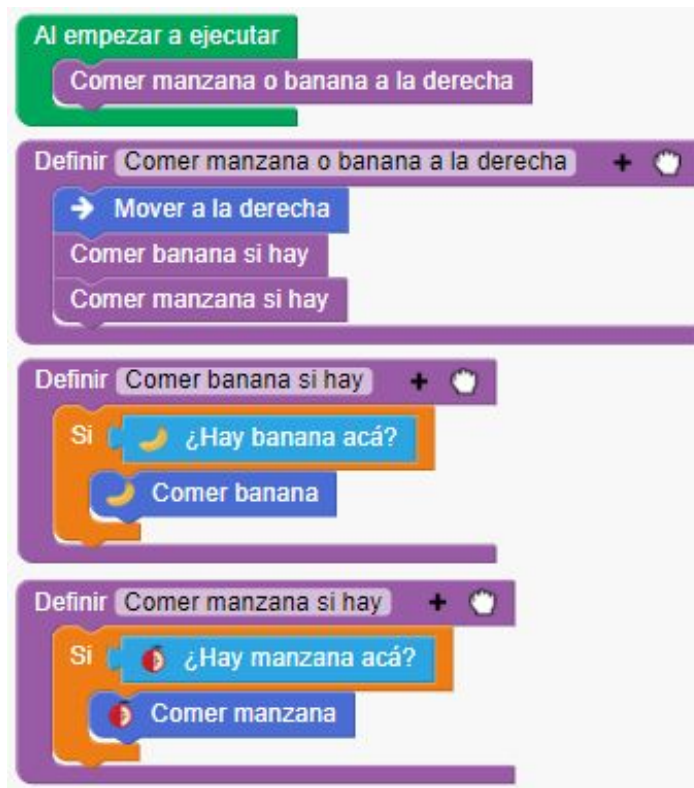 Al empezar a ejecutar
Comer manzana o banana a la derecha
Definir Comer manzana o banana a la derecha +
Mover a la derecha
Comer banana si hay
Comer manzana si hay
Definir Comer banana si hay +
Si ¿Hay banana acá?
Comer banana
Definir Comer manzana si hay +
Si ¿Hay manzana acá?
Comer manzana